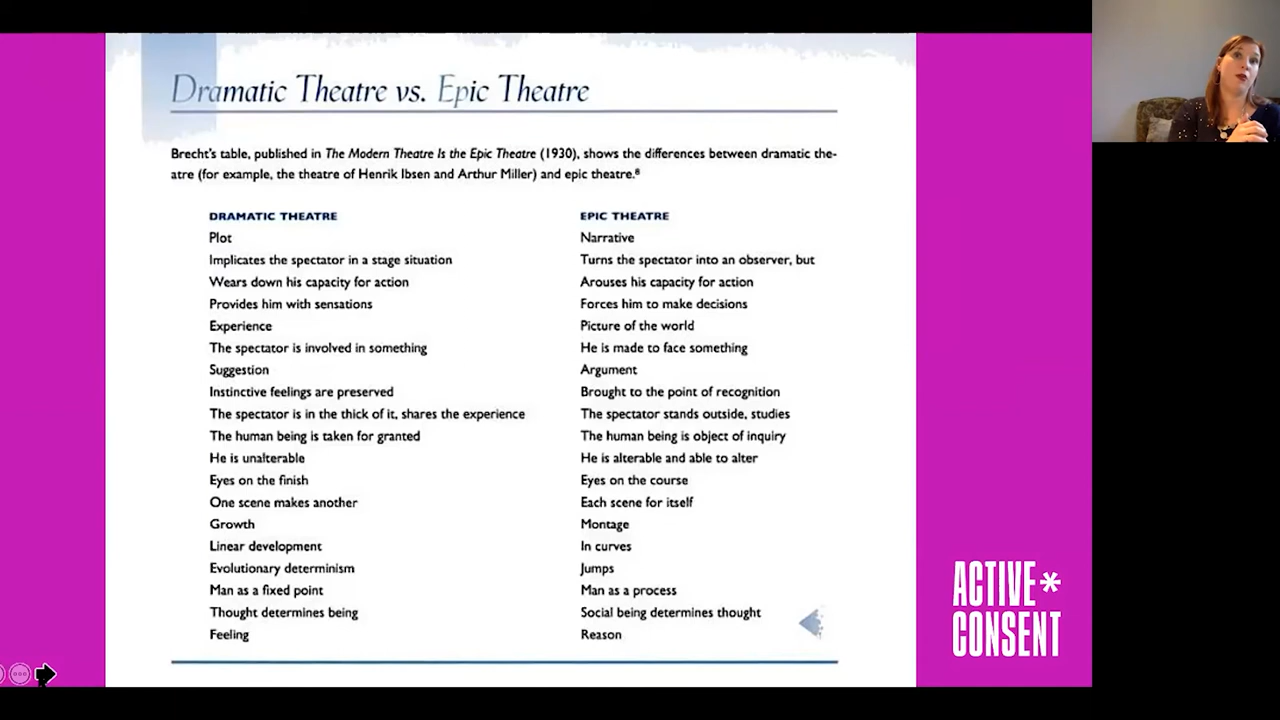 Dramatic Theatre vs. Epic Theatre
Brecht's table, published in The Modern Theatre Is the Epic Theatre (1930), shows the differences between dramatic the-
atre (for example, the theatre of Henrik Ibsen and Arthur Miller) and epic theatre.8
DRAMATIC THEATRE EPIC THEATRE
Plot Narrative
Implicates the spectator in a stage situation Turns the spectator into an observer, but
Wears down his capacity for action Arouses his capacity for action
Provides him with sensations Forces him to make decisions
Experience Picture of the world
The spectator is involved in something He is made to face something
Suggestion Argument
Instinctive feelings are preserved Brought to the point of recognition
The spectator is in the thick of it, shares the experience The spectator stands outside, studies
The human being is taken for granted The human being is object of inquiry
He is unalterable He is alterable and able to alter
Eyes on the finish Eyes on the course
One scene makes another Each scene for itself
Growth Montage
Linear development In curves
Evolutionary determinism Jumps
Man as a fixed point Man as a process
Thought determines being Social being determines thought
Feeling Reason
ACTIVE*
CONSENT